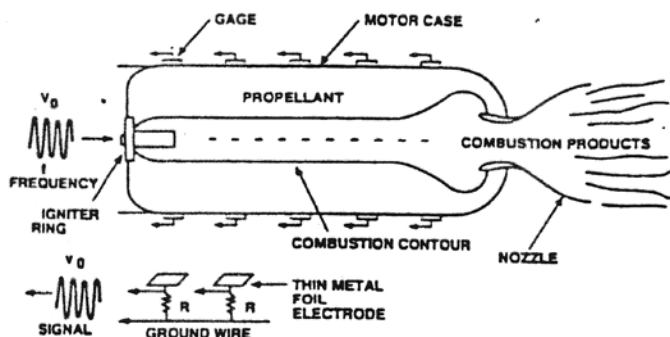 GAGE
MOTOR CASE
PROPELLANT
V₀
f
FREQUENCY
IGNITER
RING
COMBUSTION PRODUCTS
COMBUSTION CONTOUR
NOZZLE
V₀
SIGNAL
R
R
THIN METAL
FOIL
ELECTRODE
GROUND WIRE